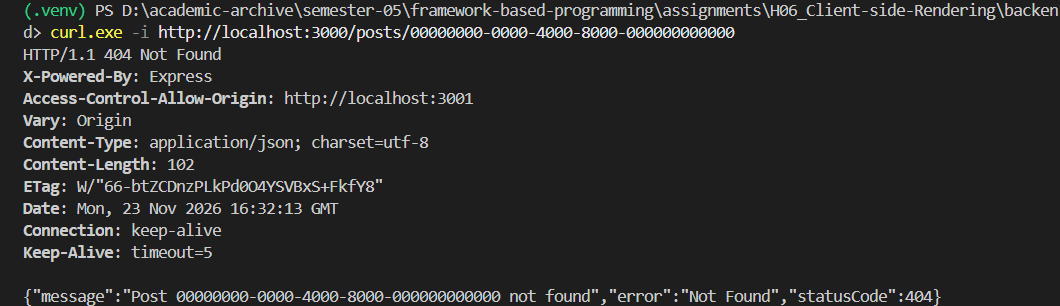 (.venv) PS D:\academic-archive\semester-05\framework-based-programming\assignments\H06_Client-side-Rendering\backen
d> curl.exe -i http://localhost:3000/posts/00000000-0000-4000-8000-000000000000
HTTP/1.1 404 Not Found
X-Powered-By: Express
Access-Control-Allow-Origin: http://localhost:3001
Vary: Origin
Content-Type: application/json; charset=utf-8
Content-Length: 102
ETag: W/"66-btZCDnzPLkPd0O4YSVBxS+FkfY8"
Date: Mon, 23 Nov 2026 16:32:13 GMT
Connection: keep-alive
Keep-Alive: timeout=5
{"message":"Post 00000000-0000-4000-8000-000000000000 not found","error":"Not Found","statusCode":404}